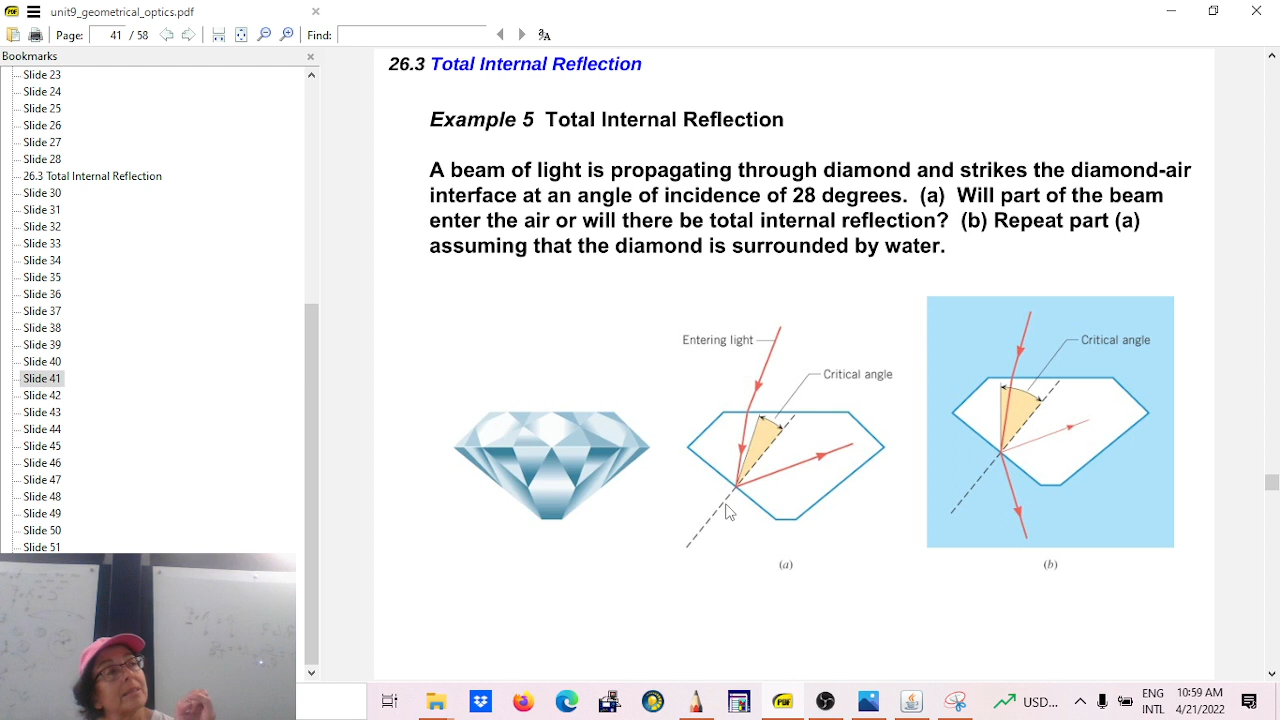 PDF unit9_geometrical_optics.pdf
Page: 41 / 58 Find:
Bookmarks
Slide 23
Slide 24
Slide 25
Slide 26
Slide 27
Slide 28
26.3 Total Internal Reflection
Slide 30
Slide 31
Slide 32
Slide 33
Slide 34
Slide 35
Slide 36
Slide 37
Slide 38
Slide 39
Slide 40
Slide 41
Slide 42
Slide 43
Slide 44
Slide 45
Slide 46
Slide 47
Slide 48
Slide 49
Slide 50
Slide 51
26.3 Total Internal Reflection
Example 5 Total Internal Reflection
A beam of light is propagating through diamond and strikes the diamond-air
interface at an angle of incidence of 28 degrees. (a) Will part of the beam
enter the air or will there be total internal reflection? (b) Repeat part (a)
assuming that the diamond is surrounded by water.
Entering light
Critical angle
(a)
Critical angle
(b)
PDF
USD...
ENG
INTL
10:59 AM
4/21/2022